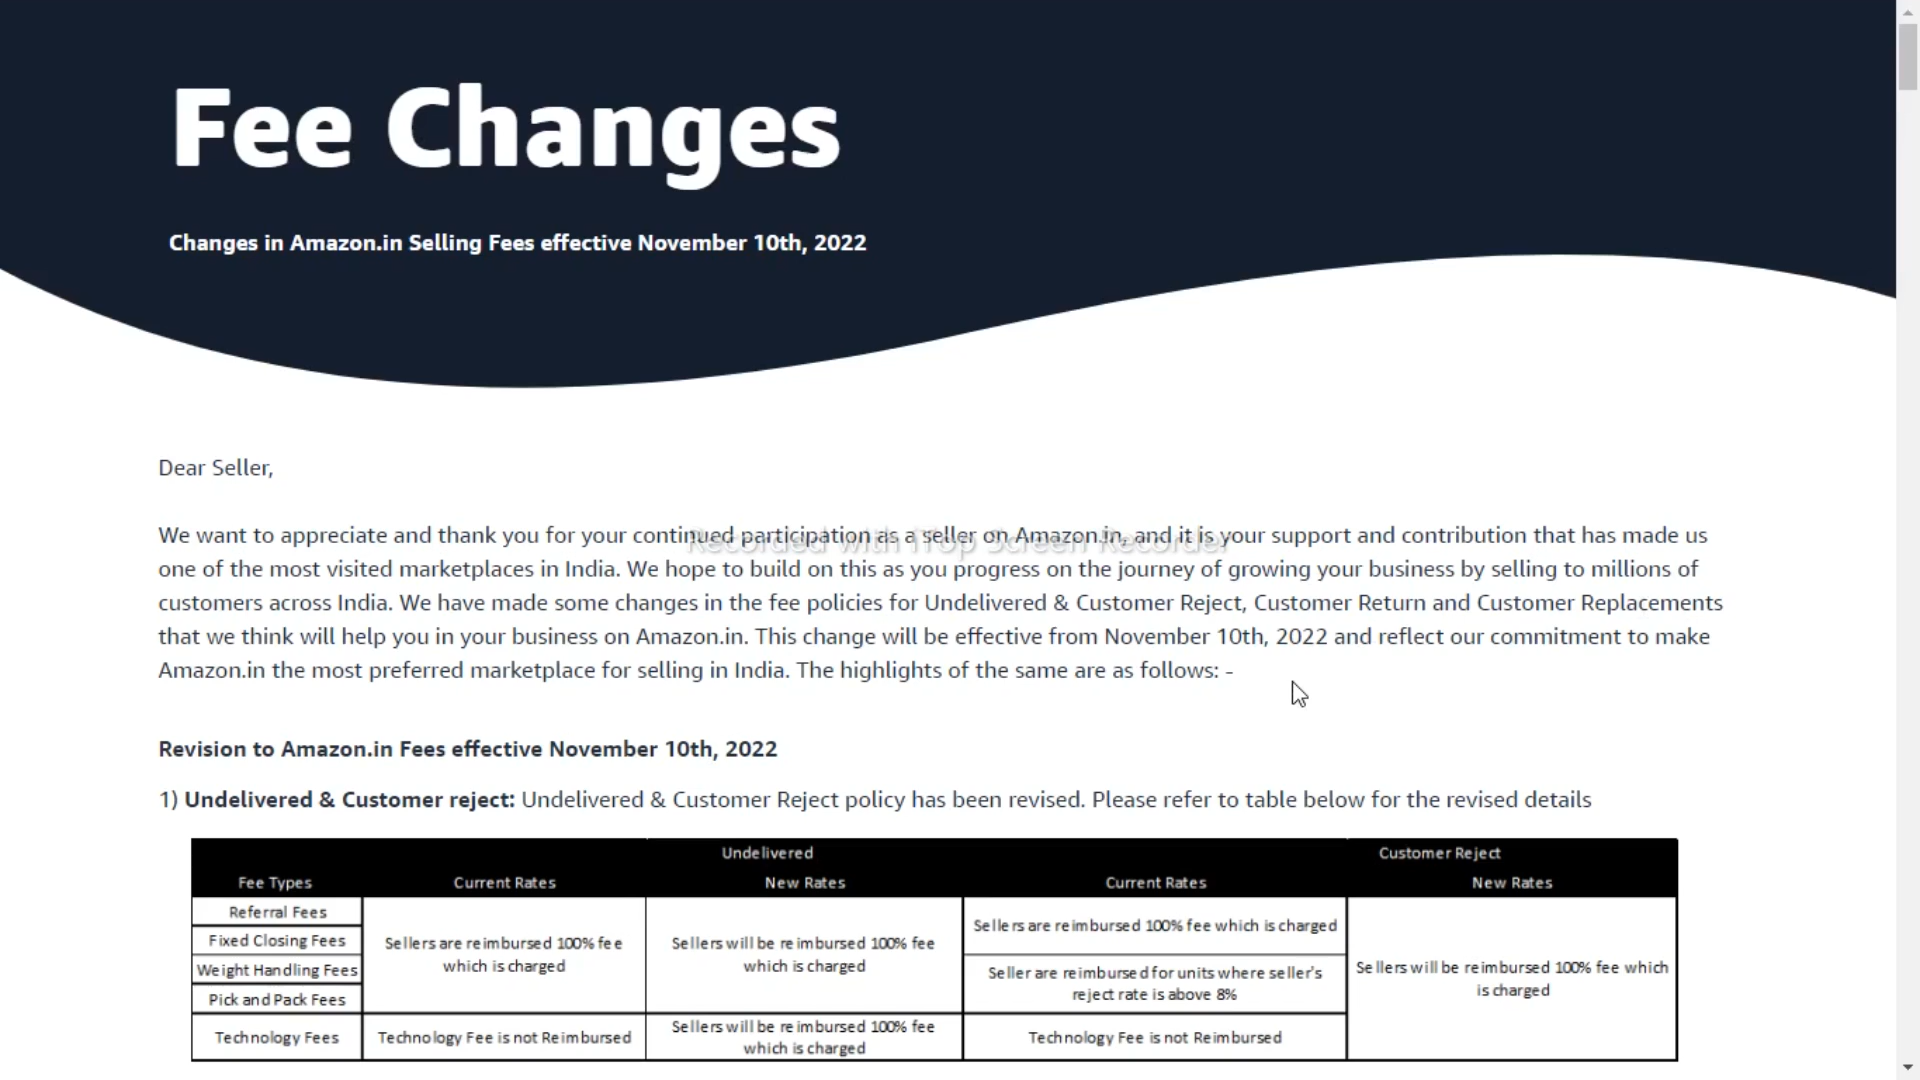 Fee Changes
Changes in Amazon.in Selling Fees effective November 10th, 2022
Dear Seller,
We want to appreciate and thank you for your continued participation as a seller on Amazon.in, and it is your support and contribution that has made us
Recorded with iTop Screen Recorder
one of the most visited marketplaces in India. We hope to build on this as you progress on the journey of growing your business by selling to millions of
customers across India. We have made some changes in the fee policies for Undelivered & Customer Reject, Customer Return and Customer Replacements
that we think will help you in your business on Amazon.in. This change will be effective from November 10th, 2022 and reflect our commitment to make
Amazon.in the most preferred marketplace for selling in India. The highlights of the same are as follows: -
Revision to Amazon.in Fees effective November 10th, 2022
1) Undelivered & Customer reject: Undelivered & Customer Reject policy has been revised. Please refer to table below for the revised details
Undelivered Customer Reject
Fee Types Current Rates New Rates Current Rates New Rates
Referral Fees
Fixed Closing Fees
Weight Handling Fees
Pick and Pack Fees
Sellers are reimbursed 100% fee
which is charged
Sellers will be reimbursed 100% fee
which is charged
Sellers are reimbursed 100% fee which is charged
Seller are reimbursed for units where seller's
reject rate is above 8%
Sellers will be reimbursed 100% fee which
is charged
Technology Fees
Technology Fee is not Reimbursed
Sellers will be reimbursed 100% fee
which is charged
Technology Fee is not Reimbursed